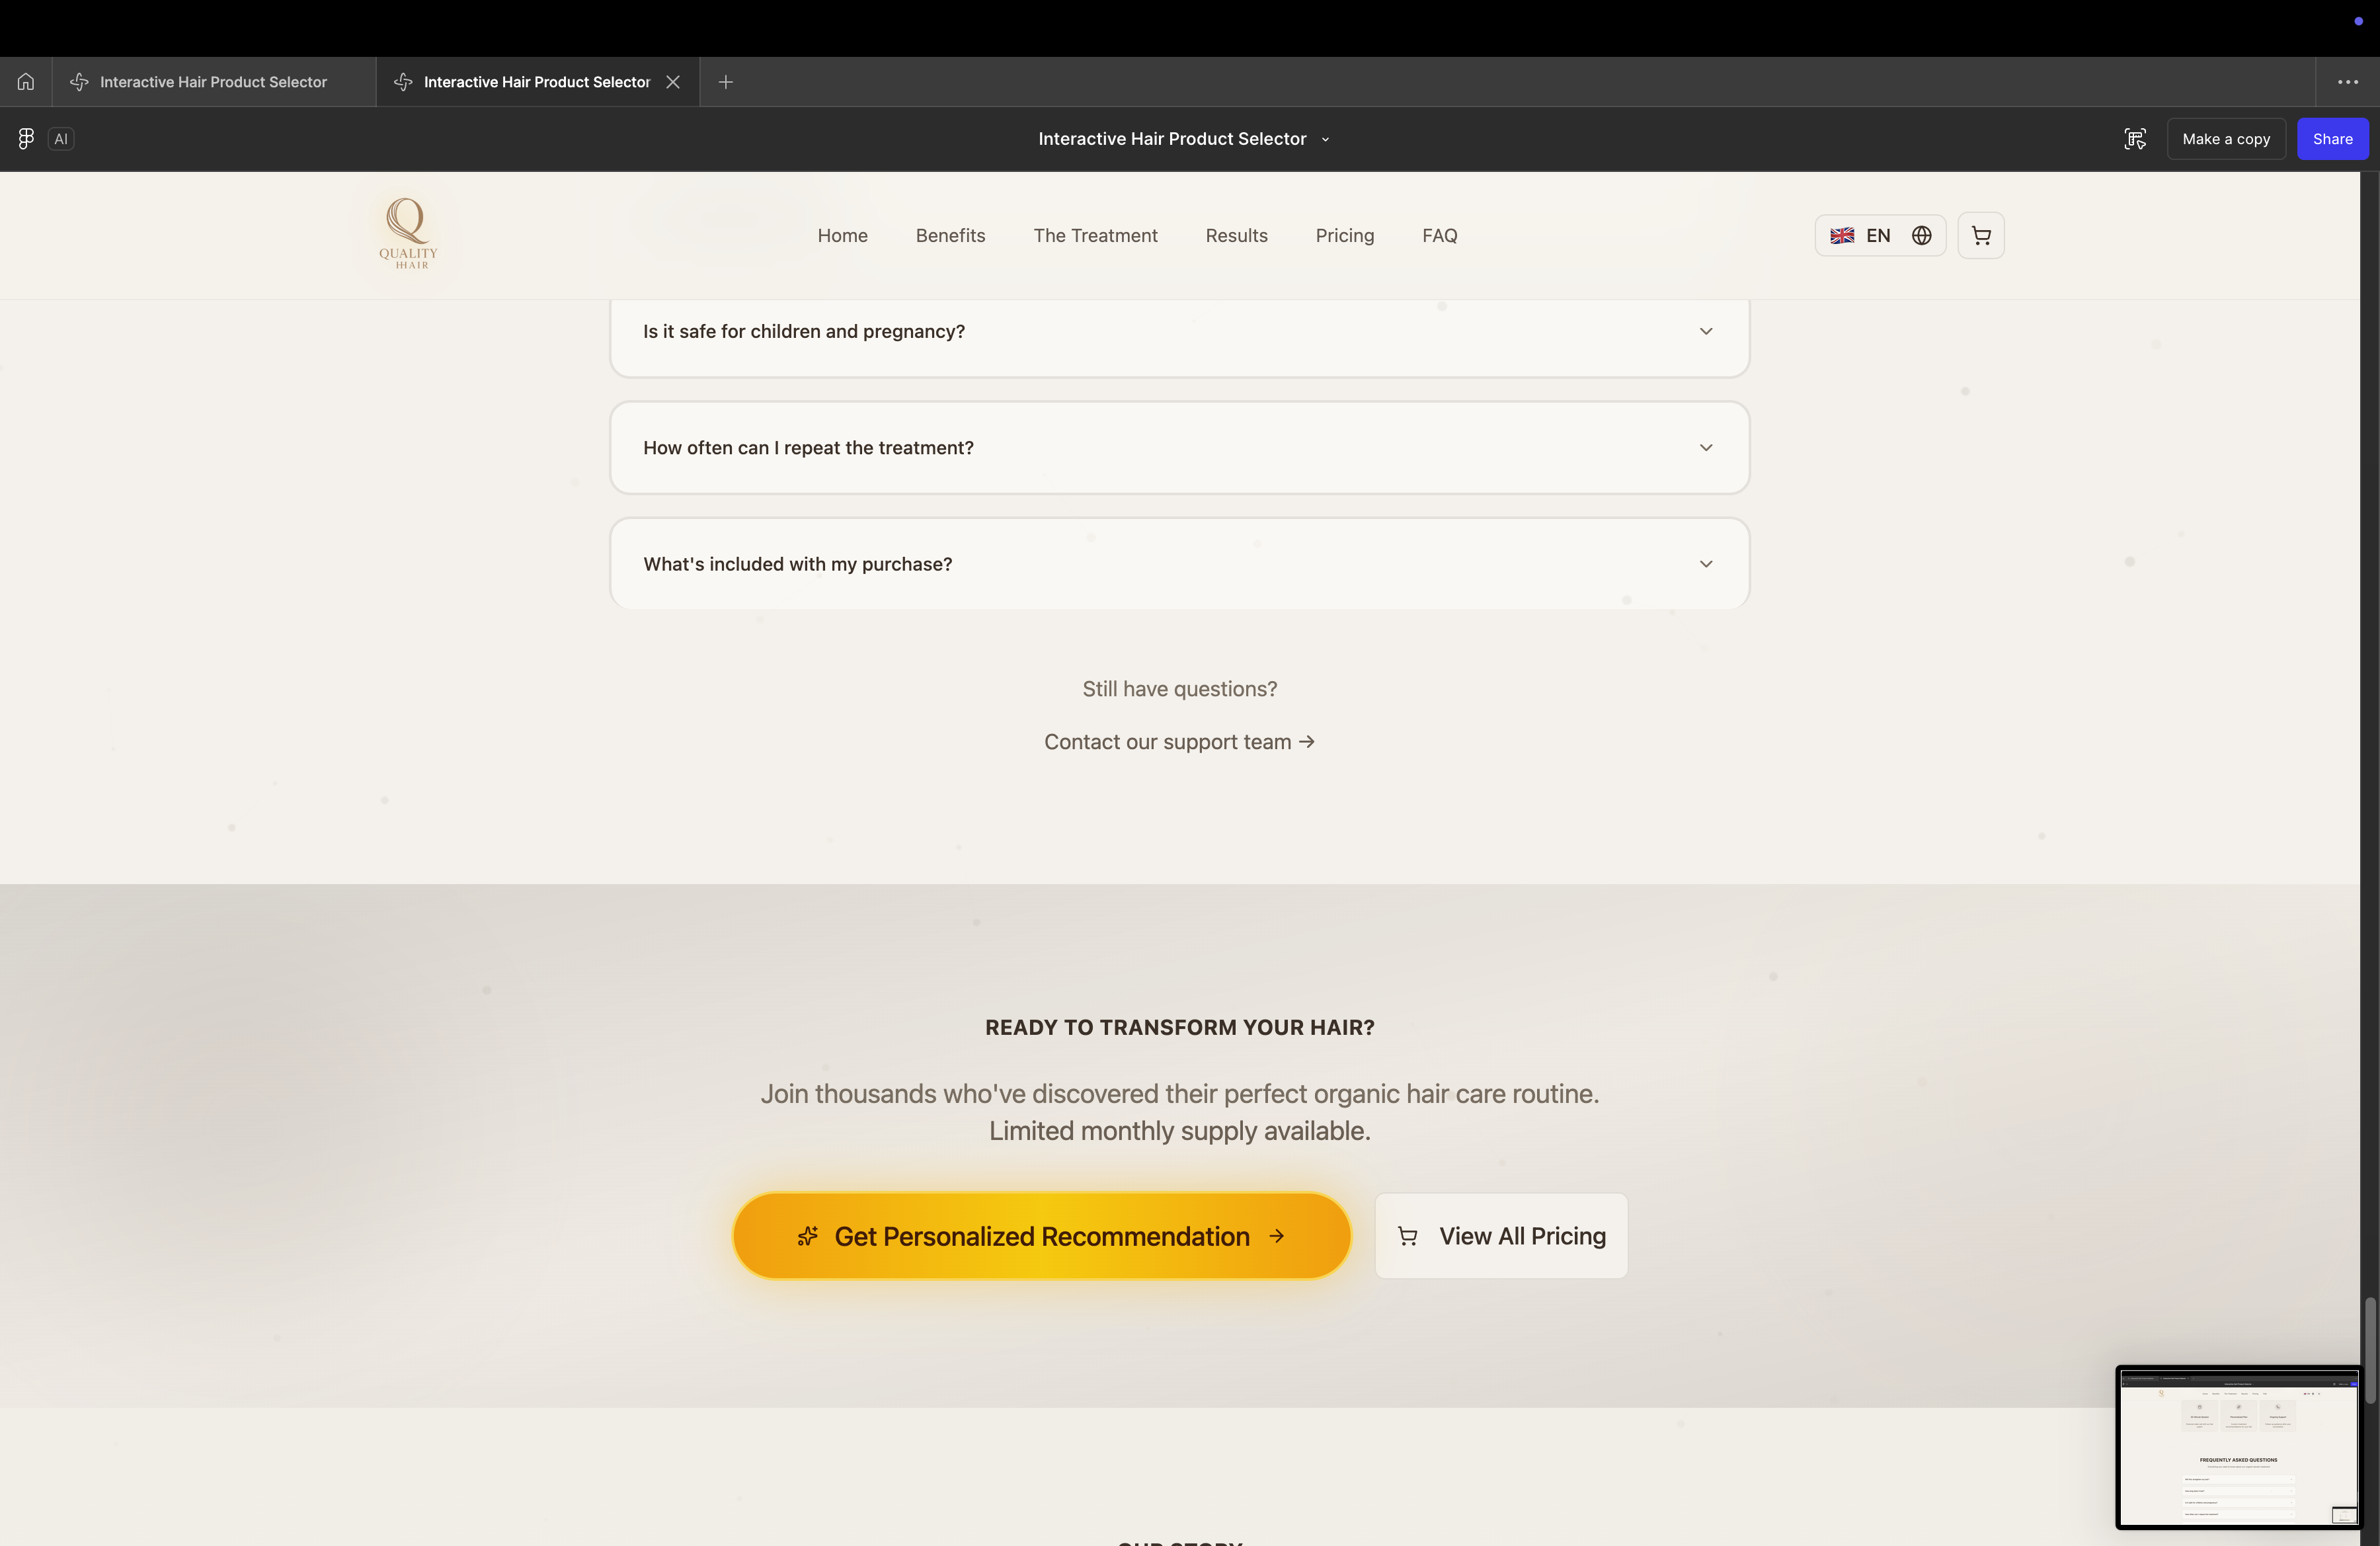 Interactive Hair Product Selector
Interactive Hair Product Selector
AI
Interactive Hair Product Selector
Make a copy
Share
QUALITY
HHAIR
Home
Benefits
The Treatment
Results
Pricing
FAQ
EN
Is it safe for children and pregnancy?
How often can I repeat the treatment?
What's included with my purchase?
Still have questions?
Contact our support team →
READY TO TRANSFORM YOUR HAIR?
Join thousands who've discovered their perfect organic hair care routine.
Limited monthly supply available.
Get Personalized Recommendation →
View All Pricing
OUR STORY
FREQUENTLY ASKED QUESTIONS